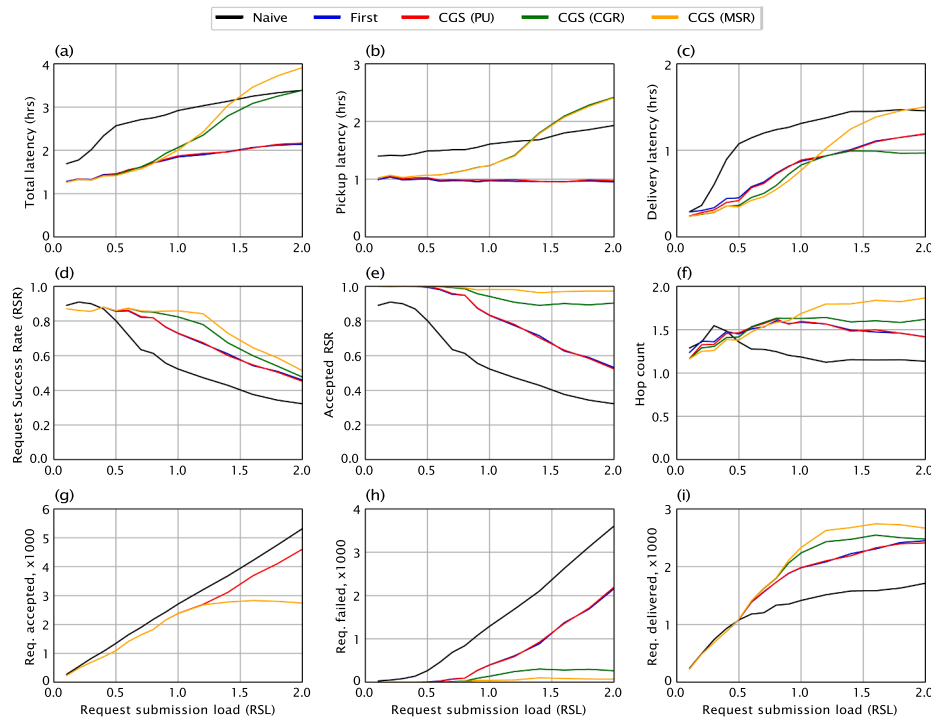 Naive First CGS (PU) CGS (CGR) CGS (MSR)
(a) (b) (c)
Total latency (hrs)
4
3
2
1
0
0.0 0.5 1.0 1.5 2.0
Pickup latency (hrs)
3
2
1
0
0.0 0.5 1.0 1.5 2.0
Delivery latency (hrs)
2
1
0
0.0 0.5 1.0 1.5 2.0
(d) (e) (f)
Request Success Rate (RSR)
1.0
0.8
0.6
0.4
0.2
0.0
0.0 0.5 1.0 1.5 2.0
Accepted RSR
1.0
0.8
0.6
0.4
0.2
0.0
0.0 0.5 1.0 1.5 2.0
Hop count
2.0
1.5
1.0
0.5
0.0
0.0 0.5 1.0 1.5 2.0
(g) (h) (i)
Req. accepted, x1000
6
5
4
3
2
1
0
0.0 0.5 1.0 1.5 2.0
Request submission load (RSL)
Req. failed, x1000
4
3
2
1
0
0.0 0.5 1.0 1.5 2.0
Request submission load (RSL)
Req. delivered, x1000
3
2
1
0
0.0 0.5 1.0 1.5 2.0
Request submission load (RSL)